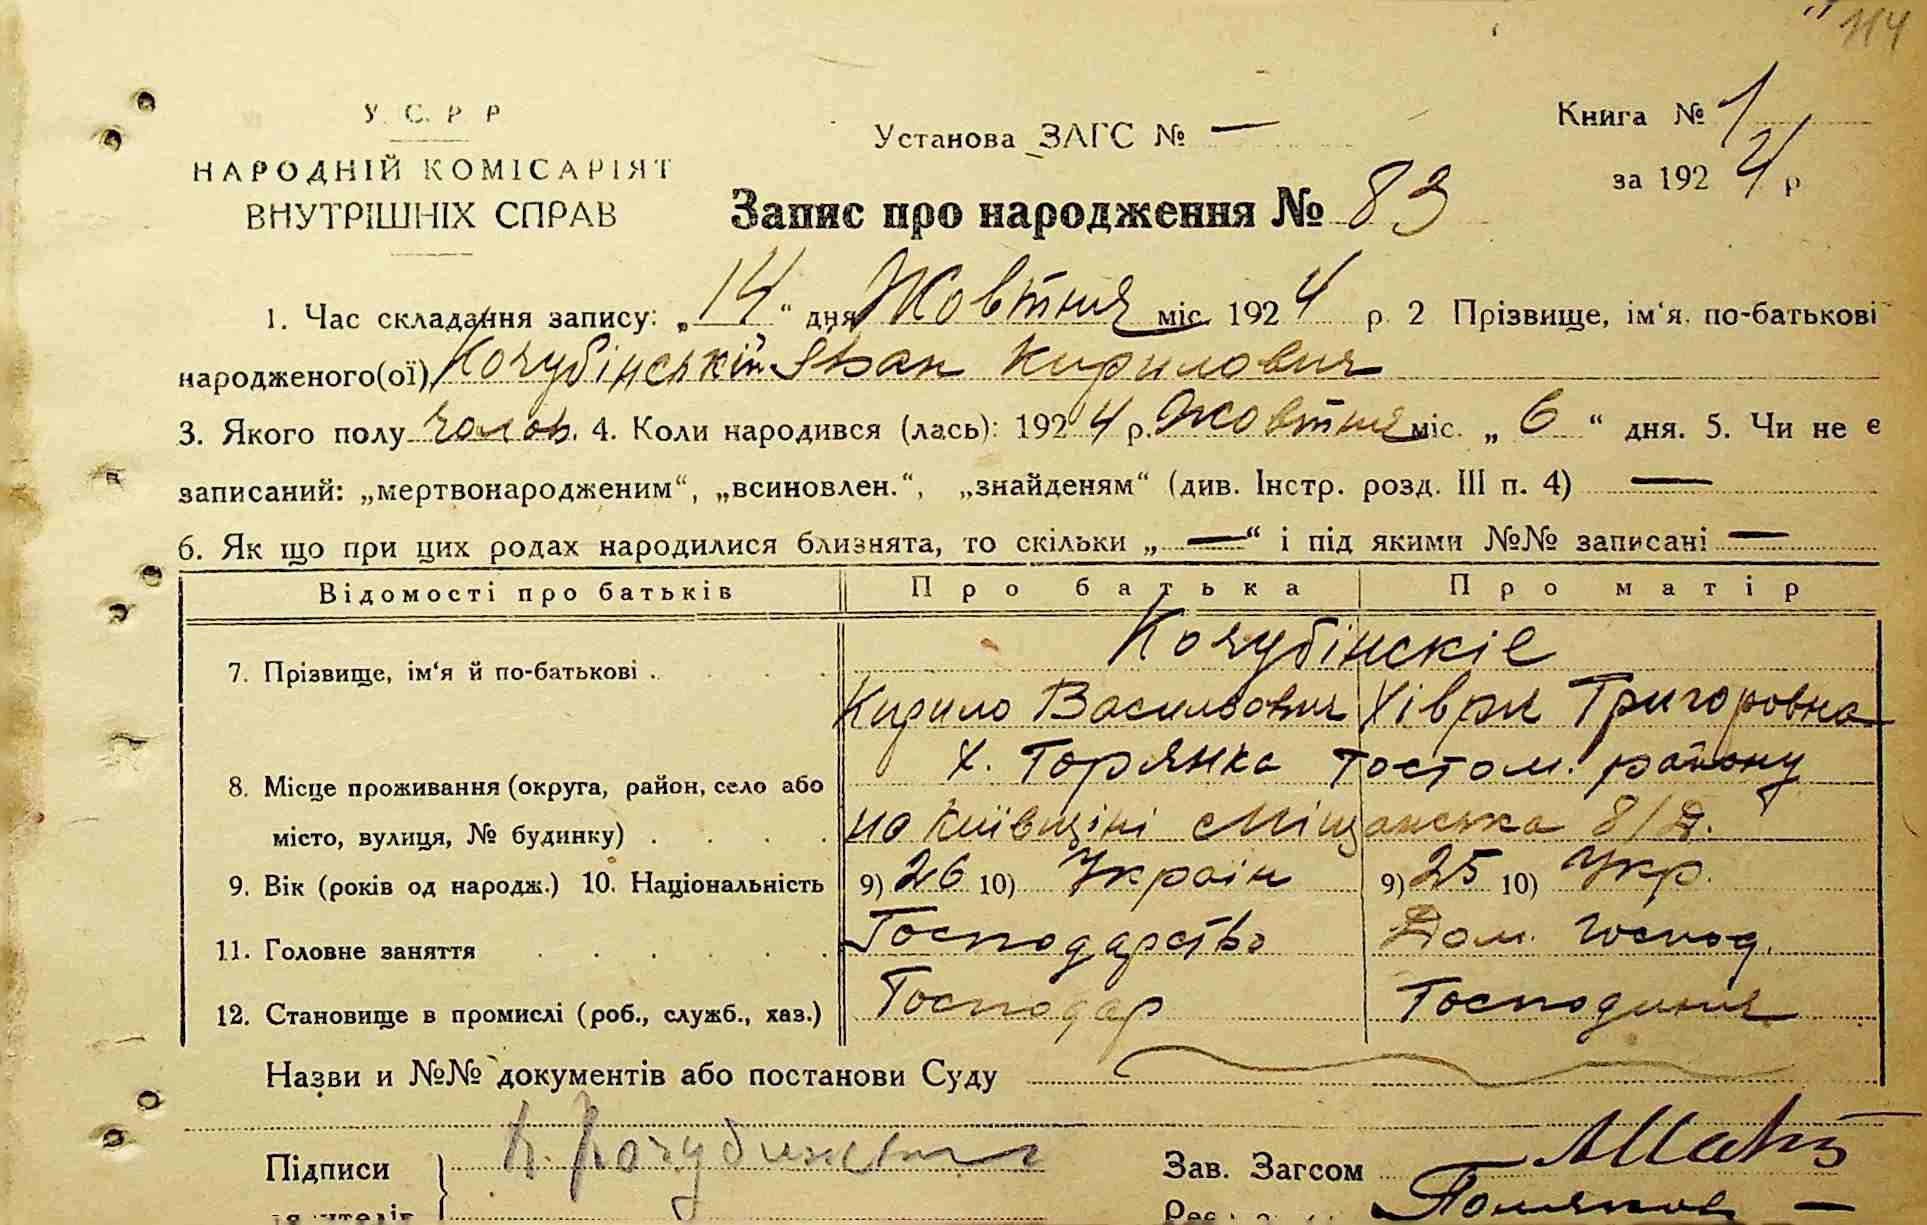 114
У. С. Р. Р
НАРОДНІЙ КОМІСАРІЯТ
ВНУТРІШНІХ СПРАВ
Установа ЗАГС № —
Книга № 1
за 1924 р
Запис про народження № 83
1. Час складання запису: „14“ дня Жовтня міс. 1924 р. 2 Прізвище, ім‘я. по-батькові
народженого(ої) Кочубінський Іван Кирилович
3. Якого полу чолов. 4. Коли народився (лась): 1924 р. Жовтня міс. „6“ дня. 5. Чи не є
записаний: „мертвонародженим“, „всиновлен.“, „знайденям“ (див. Інстр. розд. III п. 4) —
6. Як що при цих родах народилися близнята, то скільки „—“ і під якими №№ записані —
Відомості про батьків Про батька Про матір
7. Прізвище, ім‘я й по-батькові . . . . Кочубінскіе
Кирило Васильович Хівря Григоровна
8. Місце проживання (округа, район, село або Х. Горянка Гостом. району
місто, вулиця, № будинку) . . . . на Київщіні Міщанська 8/
9. Вік (років од народж.) 10. Національність 9) 26 10) Україн 9) 25 10) Укр.
11. Головне заняття . . . . . . Господарство Дом. господ.
12. Становище в промислі (роб., служб., хаз.) Господар Господиня
Назви и №№ документів або постанови Суду
Підписи Зав. Загсом